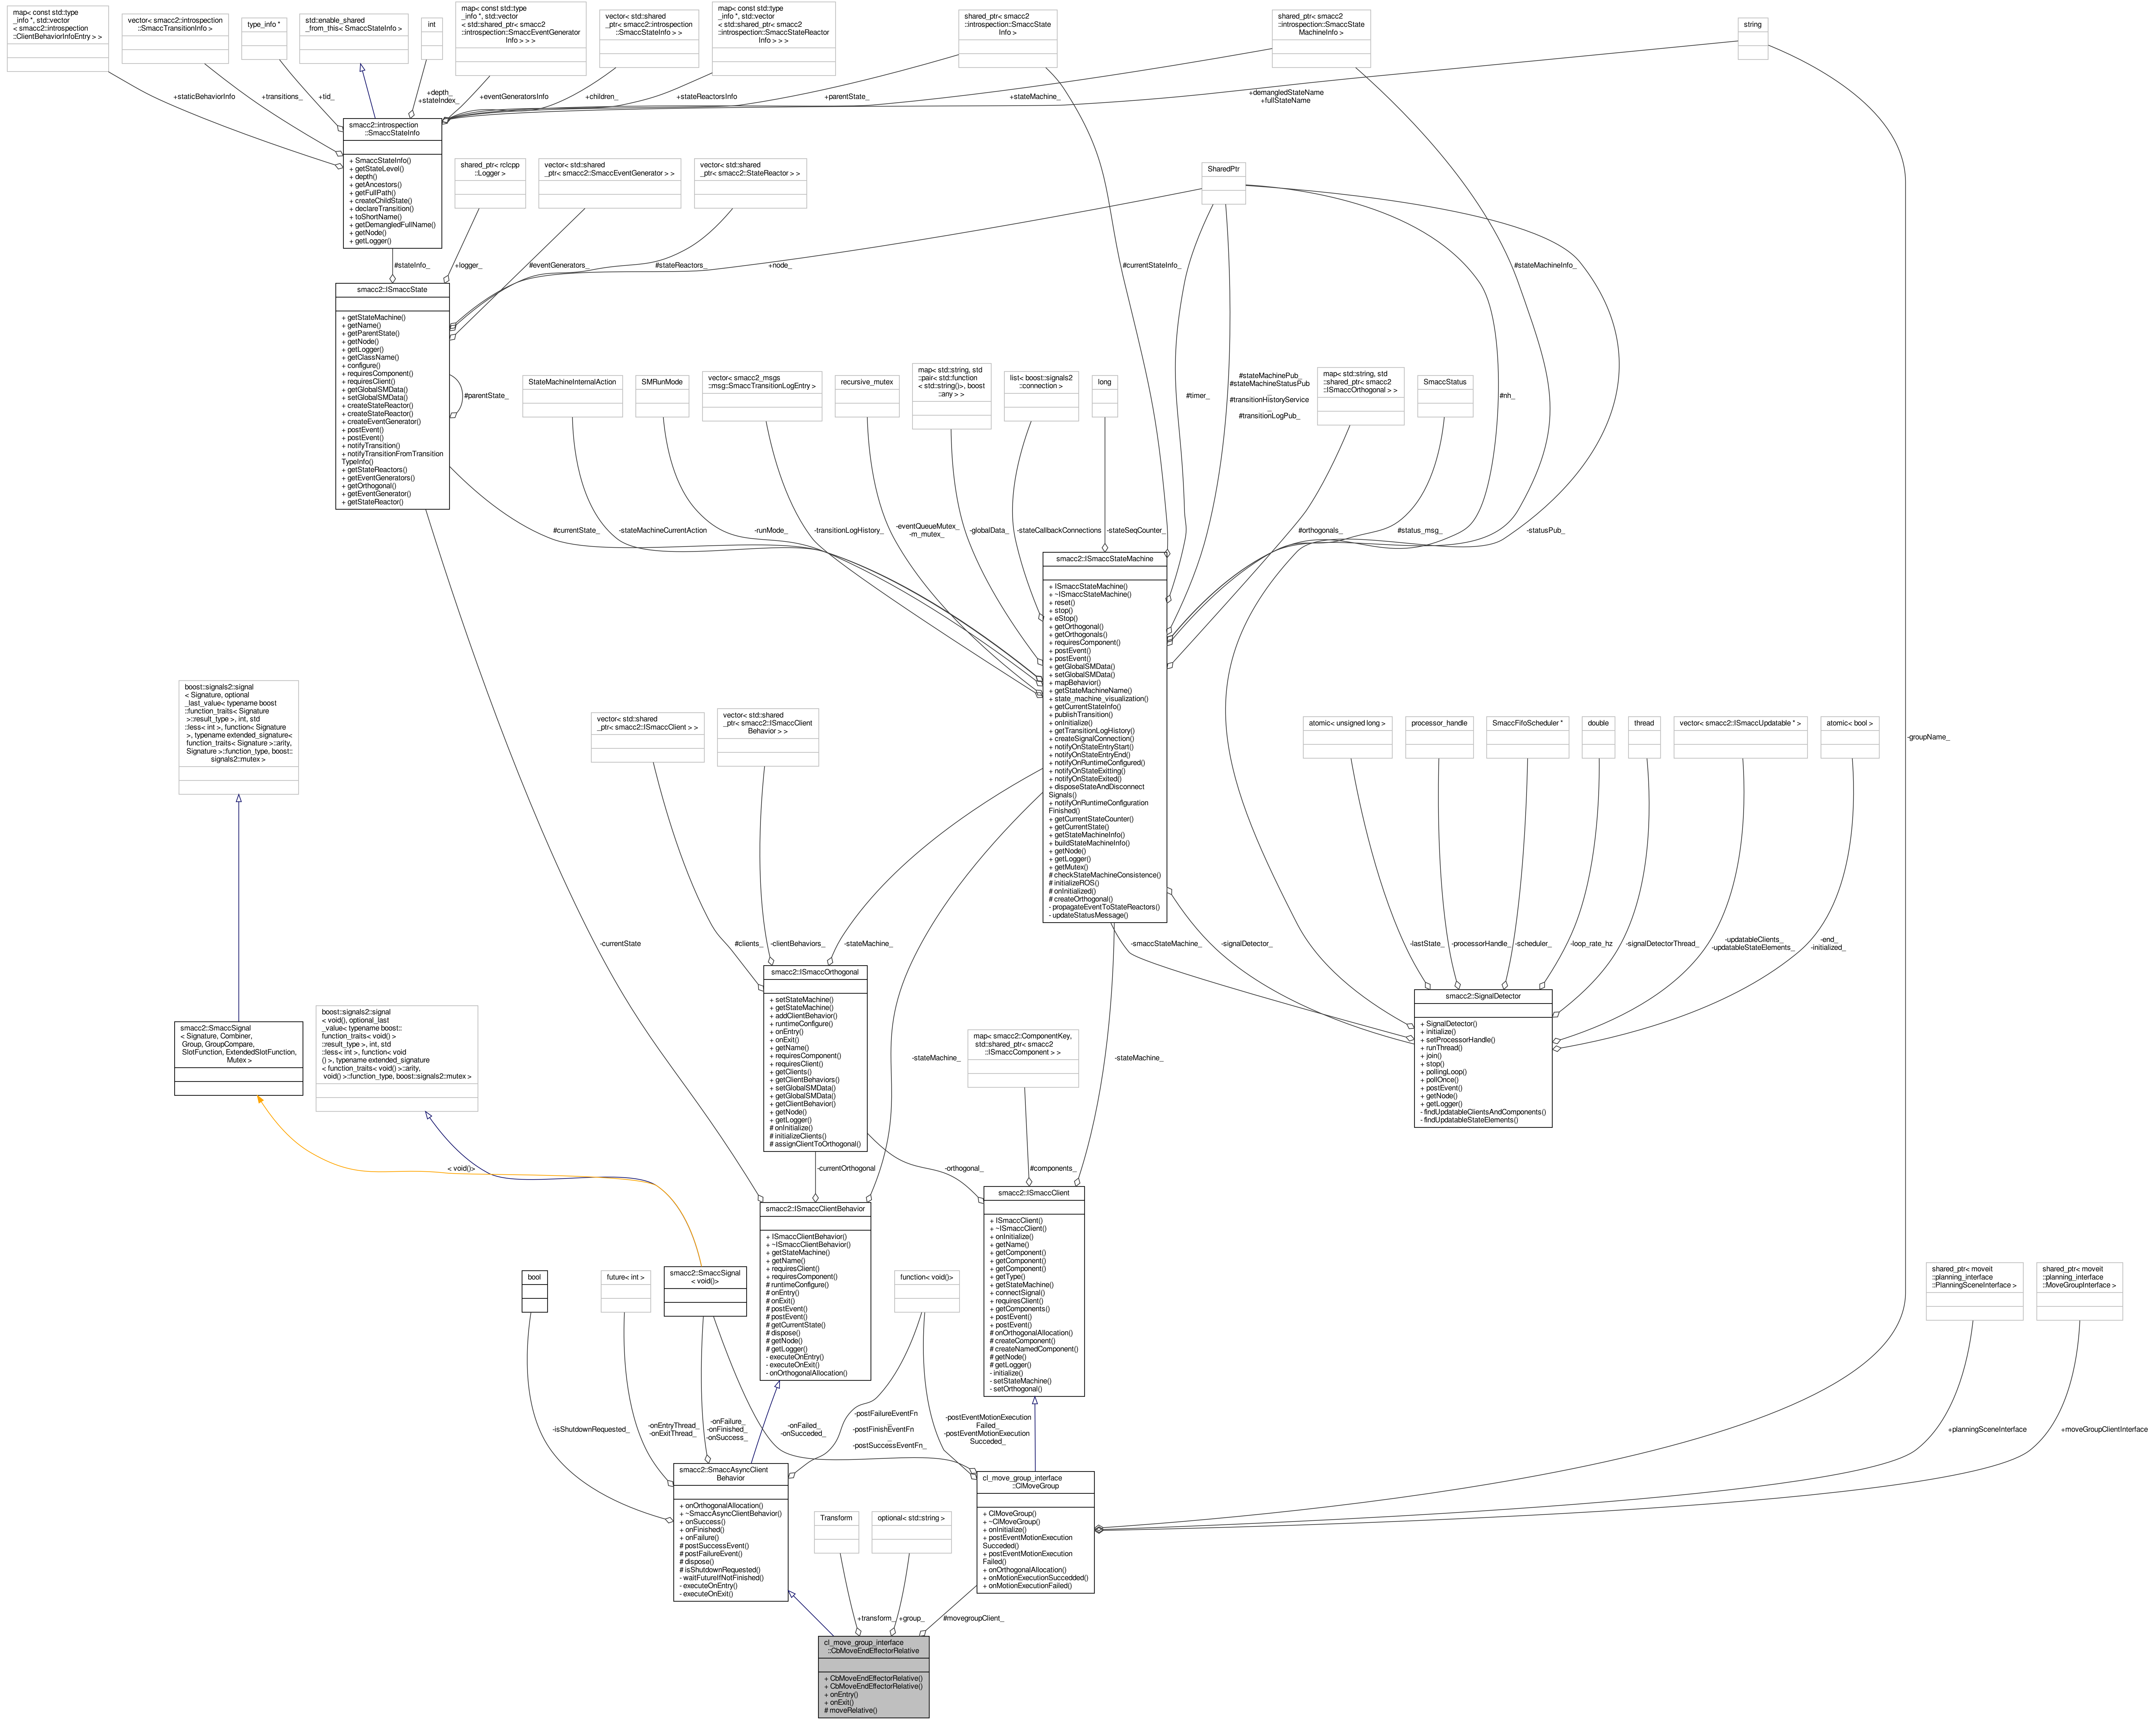 map< const std::type
_info *, std::vector
< smacc2::introspection
::ClientBehaviorInfoEntry > >
vector< smacc2::introspection
::SmaccTransitionInfo >
type_info *
std::enable_shared
_from_this< SmaccStateInfo >
int
map< const std::type
_info *, std::vector
< std::shared_ptr< smacc2
::introspection::SmaccEventGenerator
Info > > >
vector< std::shared
_ptr< smacc2::introspection
::SmaccStateInfo > >
map< const std::type
_info *, std::vector
< std::shared_ptr< smacc2
::introspection::SmaccStateReactor
Info > > >
shared_ptr< smacc2
::introspection::SmaccState
Info >
shared_ptr< smacc2
::introspection::SmaccState
MachineInfo >
string
+staticBehaviorInfo
+transitions_
+tid_
+depth_
+stateIndex_
+eventGeneratorsInfo
+children_
+stateReactorsInfo
+parentState_
+stateMachine_
+demangledStateName
+fullStateName
smacc2::introspection
::SmaccStateInfo
+ SmaccStateInfo()
+ getStateLevel()
+ depth()
+ getAncestors()
+ getFullPath()
+ createChildState()
+ declareTransition()
+ toShortName()
+ getDemangledFullName()
+ getNode()
+ getLogger()
shared_ptr< rclcpp
::Logger >
vector< std::shared
_ptr< smacc2::SmaccEventGenerator > >
vector< std::shared
_ptr< smacc2::StateReactor > >
SharedPtr
#stateInfo_
+logger_
#eventGenerators_
#stateReactors_
+node_
#currentStateInfo_
#stateMachineInfo_
smacc2::ISmaccState
+ getStateMachine()
+ getName()
+ getParentState()
+ getNode()
+ getLogger()
+ getClassName()
+ configure()
+ requiresComponent()
+ requiresClient()
+ getGlobalSMData()
+ setGlobalSMData()
+ createStateReactor()
+ createStateReactor()
+ createEventGenerator()
+ postEvent()
+ postEvent()
+ notifyTransition()
+ notifyTransitionFromTransition
TypeInfo()
+ getStateReactors()
+ getEventGenerators()
+ getOrthogonal()
+ getEventGenerator()
+ getStateReactor()
#parentState_
StateMachineInternalAction
SMRunMode
vector< smacc2_msgs
::msg::SmaccTransitionLogEntry >
recursive_mutex
map< std::string, std
::pair< std::function
< std::string()>, boost
::any > >
list< boost::signals2
::connection >
long
#timer_
#stateMachinePub_
#stateMachineStatusPub
_
#transitionHistoryService
_
#transitionLogPub_
map< std::string, std
::shared_ptr< smacc2
::ISmaccOrthogonal > >
SmaccStatus
#nh_
#currentState_
-stateMachineCurrentAction
-runMode_
-transitionLogHistory_
-eventQueueMutex_
-m_mutex_
-globalData_
-stateCallbackConnections
-stateSeqCounter_
#orthogonals_
#status_msg_
-statusPub_
smacc2::ISmaccStateMachine
+ ISmaccStateMachine()
+ ~ISmaccStateMachine()
+ reset()
+ stop()
+ eStop()
+ getOrthogonal()
+ getOrthogonals()
+ requiresComponent()
+ postEvent()
+ postEvent()
+ getGlobalSMData()
+ setGlobalSMData()
+ mapBehavior()
+ getStateMachineName()
+ state_machine_visualization()
+ getCurrentStateInfo()
+ publishTransition()
+ onInitialize()
+ getTransitionLogHistory()
+ createSignalConnection()
+ notifyOnStateEntryStart()
+ notifyOnStateEntryEnd()
+ notifyOnRuntimeConfigured()
+ notifyOnStateExitting()
+ notifyOnStateExited()
+ disposeStateAndDisconnect
Signals()
+ notifyOnRuntimeConfiguration
Finished()
+ getCurrentStateCounter()
+ getCurrentState()
+ getStateMachineInfo()
+ buildStateMachineInfo()
+ getNode()
+ getLogger()
+ getMutex()
# checkStateMachineConsistence()
# initializeROS()
# onInitialized()
# createOrthogonal()
- propagateEventToStateReactors()
- updateStatusMessage()
boost::signals2::signal
< Signature, optional
_last_value< typename boost
::function_traits< Signature
>::result_type >, int, std
::less< int >, function< Signature
>, typename extended_signature<
function_traits< Signature >::arity,
Signature >::function_type, boost::
signals2::mutex >
vector< std::shared
_ptr< smacc2::ISmaccClient > >
vector< std::shared
_ptr< smacc2::ISmaccClient
Behavior > >
atomic< unsigned long >
processor_handle
SmaccFifoScheduler *
double
thread
vector< smacc2::ISmaccUpdatable * >
atomic< bool >
-groupName_
-currentState
#clients_
-clientBehaviors_
-stateMachine_
-smaccStateMachine_
-signalDetector_
-lastState_
-processorHandle_
-scheduler_
-loop_rate_hz
-signalDetectorThread_
-updatableClients_
-updatableStateElements_
-end_
-initialized_
smacc2::ISmaccOrthogonal
+ setStateMachine()
+ getStateMachine()
+ addClientBehavior()
+ runtimeConfigure()
+ onEntry()
+ onExit()
+ getName()
+ requiresComponent()
+ requiresClient()
+ getClients()
+ getClientBehaviors()
+ setGlobalSMData()
+ getGlobalSMData()
+ getClientBehavior()
+ getNode()
+ getLogger()
# onInitialize()
# initializeClients()
# assignClientToOrthogonal()
smacc2::SignalDetector
+ SignalDetector()
+ initialize()
+ setProcessorHandle()
+ runThread()
+ join()
+ stop()
+ pollingLoop()
+ pollOnce()
+ postEvent()
+ getNode()
+ getLogger()
- findUpdatableClientsAndComponents()
- findUpdatableStateElements()
smacc2::SmaccSignal
< Signature, Combiner,
Group, GroupCompare,
SlotFunction, ExtendedSlotFunction,
Mutex >
boost::signals2::signal
< void(), optional_last
_value< typename boost::
function_traits< void() >
::result_type >, int, std
::less< int >, function< void
() >, typename extended_signature
< function_traits< void() >::arity,
void() >::function_type, boost::signals2::mutex >
-stateMachine_
map< smacc2::ComponentKey,
std::shared_ptr< smacc2
::ISmaccComponent > >
-stateMachine_
< void()>
-currentOrthogonal
-orthogonal_
#components_
smacc2::ISmaccClientBehavior
+ ISmaccClientBehavior()
+ ~ISmaccClientBehavior()
+ getStateMachine()
+ getName()
+ requiresClient()
+ requiresComponent()
# runtimeConfigure()
# onEntry()
# onExit()
# postEvent()
# postEvent()
# getCurrentState()
# dispose()
# getNode()
# getLogger()
- executeOnEntry()
- executeOnExit()
- onOrthogonalAllocation()
smacc2::ISmaccClient
+ ISmaccClient()
+ ~ISmaccClient()
+ onInitialize()
+ getName()
+ getComponent()
+ getComponent()
+ getComponent()
+ getType()
+ getStateMachine()
+ connectSignal()
+ requiresClient()
+ getComponents()
+ postEvent()
+ postEvent()
# onOrthogonalAllocation()
# createComponent()
# createNamedComponent()
# getNode()
# getLogger()
- initialize()
- setStateMachine()
- setOrthogonal()
bool
future< int >
smacc2::SmaccSignal
< void()>
function< void()>
shared_ptr< moveit
::planning_interface
::PlanningSceneInterface >
shared_ptr< moveit
::planning_interface
::MoveGroupInterface >
-isShutdownRequested_
-onEntryThread_
-onExitThread_
-onFailure_
-onFinished_
-onSuccess_
-onFailed_
-onSucceded_
-postFailureEventFn
_
-postFinishEventFn
_
-postSuccessEventFn_
-postEventMotionExecution
Failed_
-postEventMotionExecution
Succeded_
+planningSceneInterface
+moveGroupClientInterface
smacc2::SmaccAsyncClient
Behavior
+ onOrthogonalAllocation()
+ ~SmaccAsyncClientBehavior()
+ onSuccess()
+ onFinished()
+ onFailure()
# postSuccessEvent()
# postFailureEvent()
# dispose()
# isShutdownRequested()
- waitFutureIfNotFinished()
- executeOnEntry()
- executeOnExit()
Transform
optional< std::string >
cl_move_group_interface
::ClMoveGroup
+ ClMoveGroup()
+ ~ClMoveGroup()
+ onInitialize()
+ postEventMotionExecution
Succeded()
+ postEventMotionExecution
Failed()
+ onOrthogonalAllocation()
+ onMotionExecutionSuccedded()
+ onMotionExecutionFailed()
+transform_
+group_
#movegroupClient_
cl_move_group_interface
::CbMoveEndEffectorRelative
+ CbMoveEndEffectorRelative()
+ CbMoveEndEffectorRelative()
+ onEntry()
+ onExit()
# moveRelative()